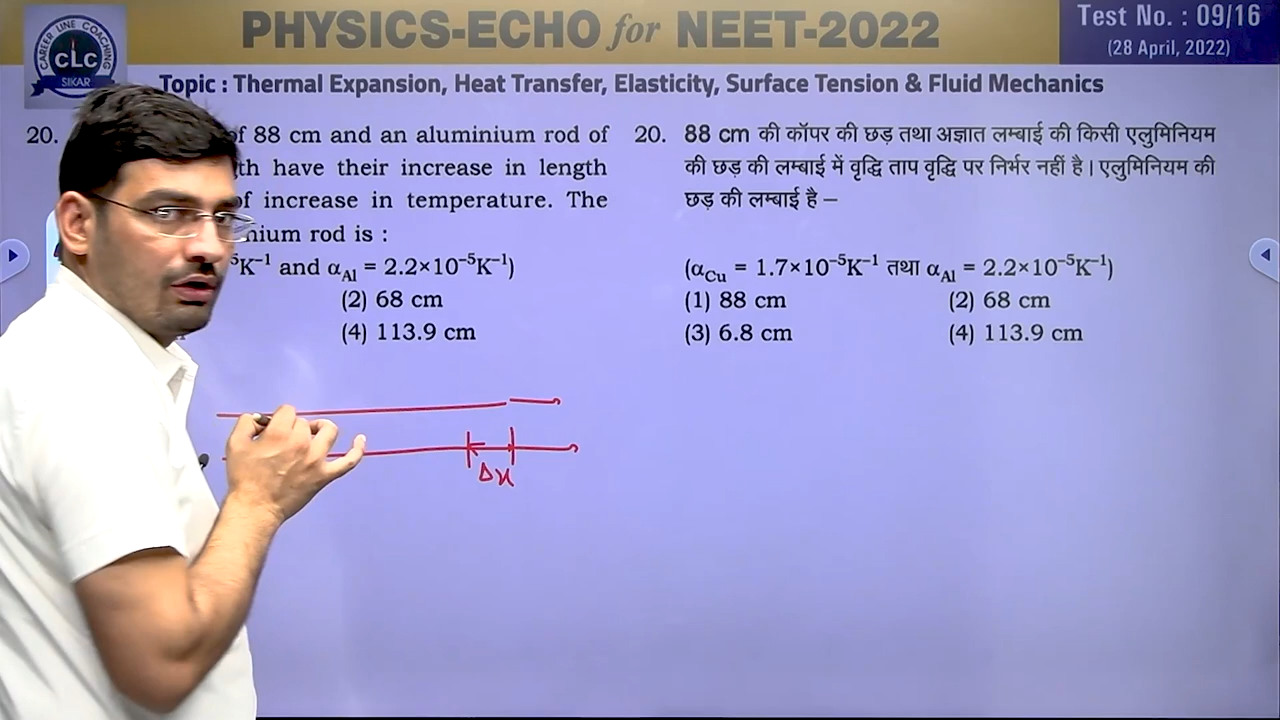 PHYSICS-ECHO for NEET-2022
Test No. : 09/16
(28 April, 2022)
CAREER LINE COACHING
CLC
SIKAR
Topic : Thermal Expansion, Heat Transfer, Elasticity, Surface Tension & Fluid Mechanics
20. of 88 cm and an aluminium rod of
have their increase in length
of increase in temperature. The
rod is :
K⁻¹ and αAl = 2.2×10⁻⁵K⁻¹)
(2) 68 cm
(4) 113.9 cm
20. 88 cm की कॉपर की छड़ तथा अज्ञात लम्बाई की किसी एलुमिनियम
की छड़ की लम्बाई में वृद्धि ताप वृद्धि पर निर्भर नहीं है। एलुमिनियम की
छड़ की लम्बाई है –
(αCu = 1.7×10⁻⁵K⁻¹ तथा αAl = 2.2×10⁻⁵K⁻¹)
(1) 88 cm (2) 68 cm
(3) 6.8 cm (4) 113.9 cm
Δx